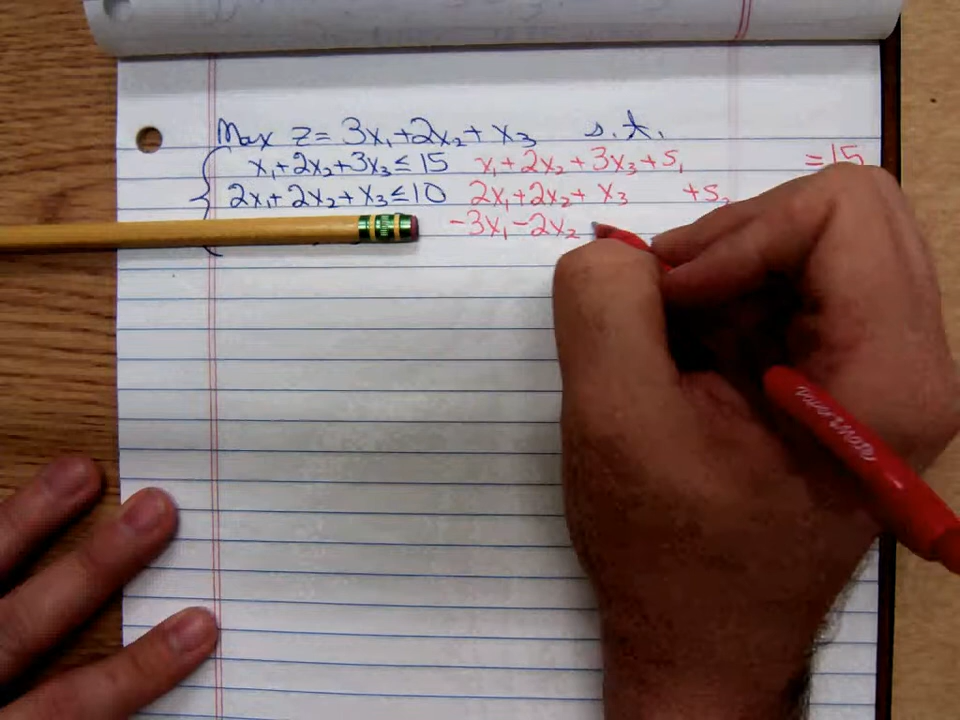 Max z = 3x₁+2x₂+x₃ s.t.
x₁+2x₂+3x₃≤15 x₁+2x₂+3x₃+s₁ =15
2x₁+2x₂+x₃≤10 2x₁+2x₂+x₃ +s₂
-3x₁-2x₂